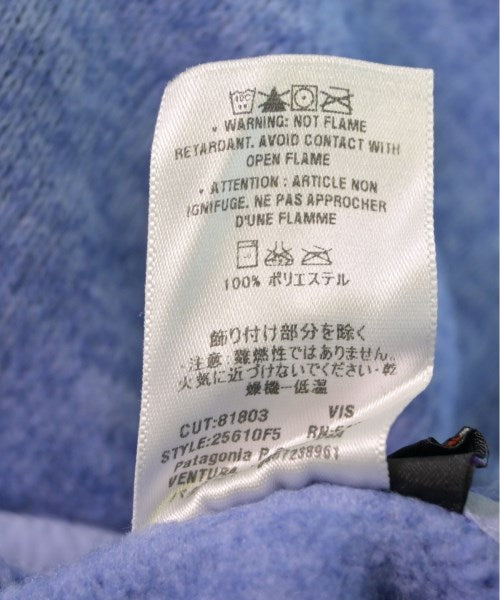 • WARNING: NOT FLAME
RETARDANT. AVOID CONTACT WITH
OPEN FLAME
• ATTENTION : ARTICLE NON
IGNIFUGE. NE PAS APPROCHER
D'UNE FLAMME
100% ポリエステル
飾り付け部分を除く
・注意：難燃性ではありません。
火気に近づけないでください・乾
燥機ー低温
CUT:81803 VIS
STYLE:25610F5
Patagonia
VENTURA